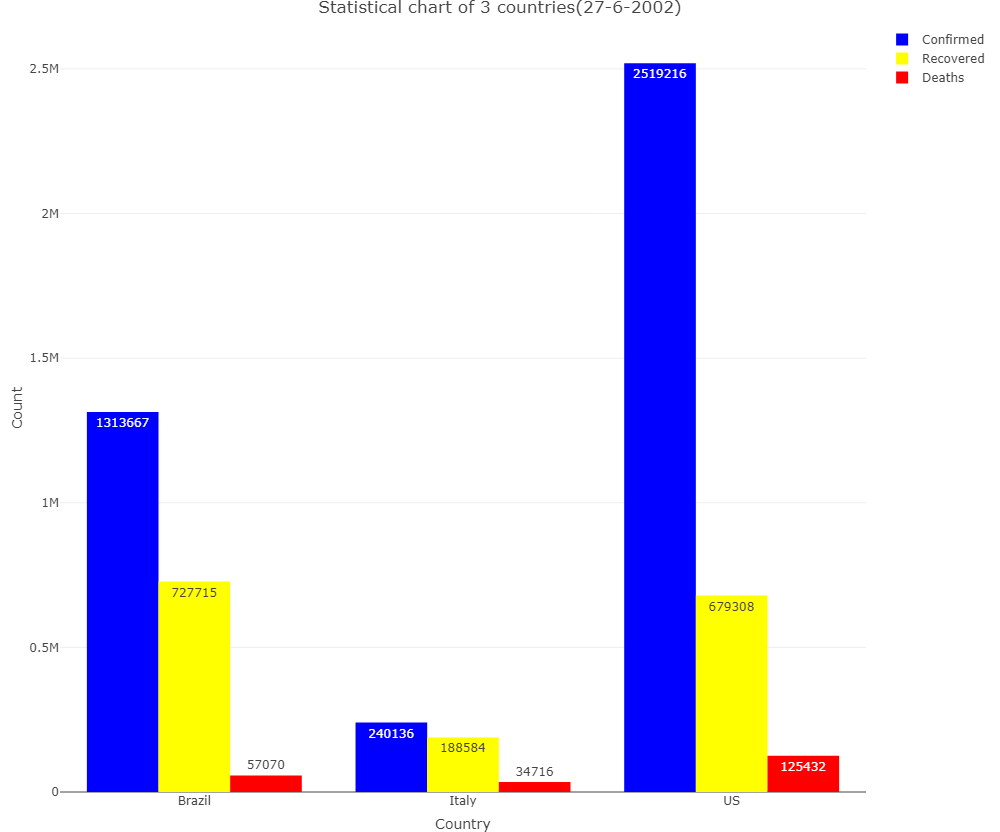 Statistical chart of 3 countries(27-6-2002)
Confirmed
Recovered
Deaths
Count
2.5M
2M
1.5M
1M
0.5M
0
1313667
727715
57070
240136
188584
34716
2519216
679308
125432
Brazil
Italy
US
Country